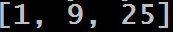 [1, 9, 25]